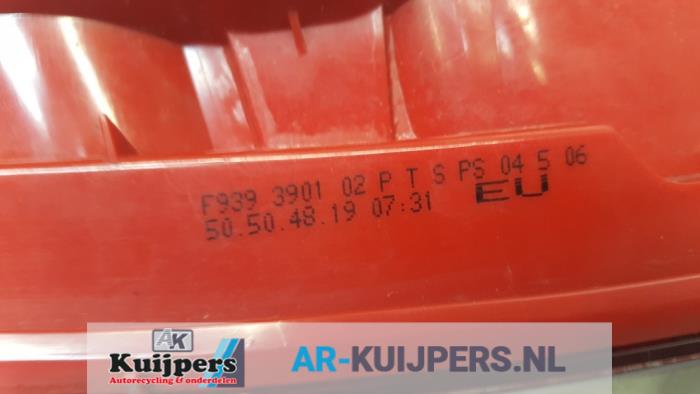 F939 3901 02 P T S PS 04 5 06
50.50.48.19 07:31 EU
AK
Kuijpers
Autorecycling & onderdelen
AR-KUIJPERS.NL